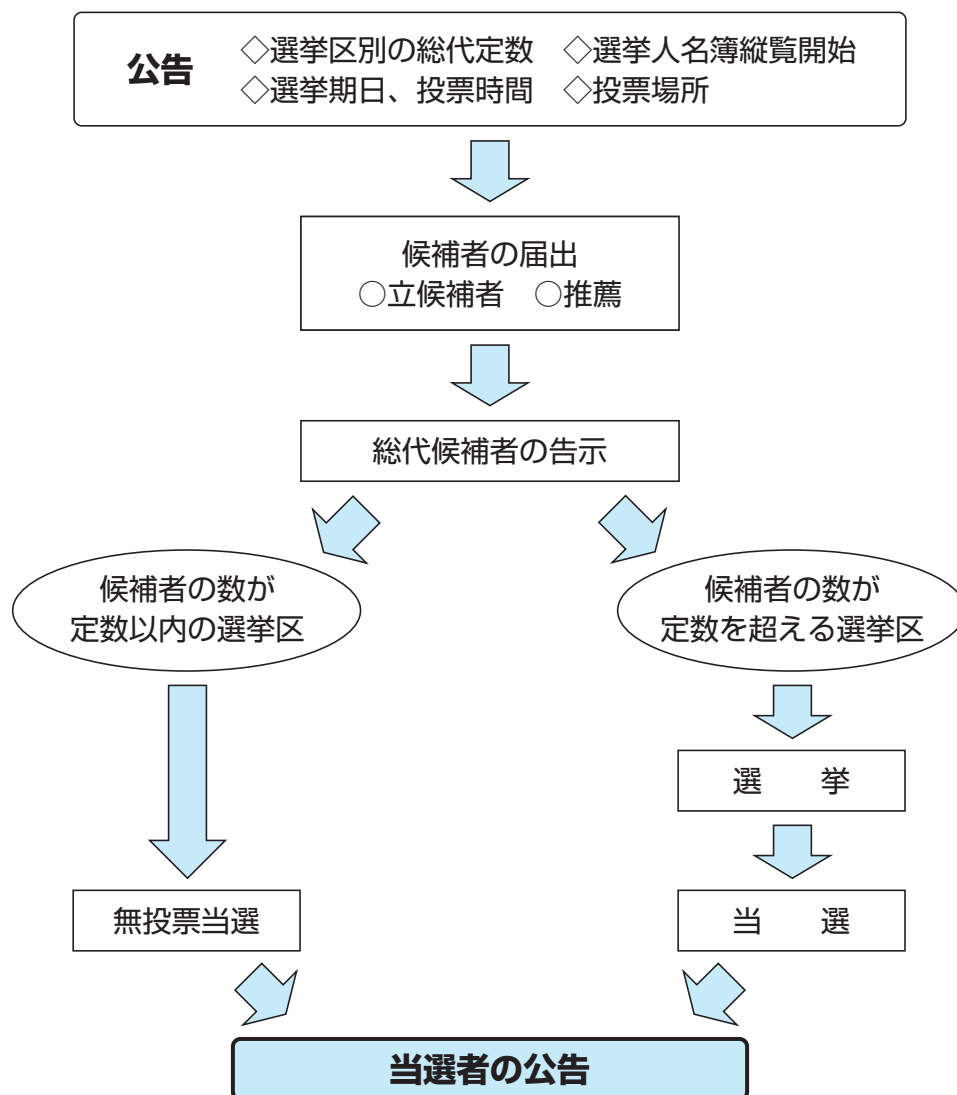 公告
◇選挙区別の総代定数　◇選挙人名簿縦覧開始
◇選挙期日、投票時間　◇投票場所
候補者の届出
○立候補者　○推薦
総代候補者の告示
候補者の数が
定数以内の選挙区
候補者の数が
定数を超える選挙区
選　　挙
無投票当選
当　　選
当選者の公告